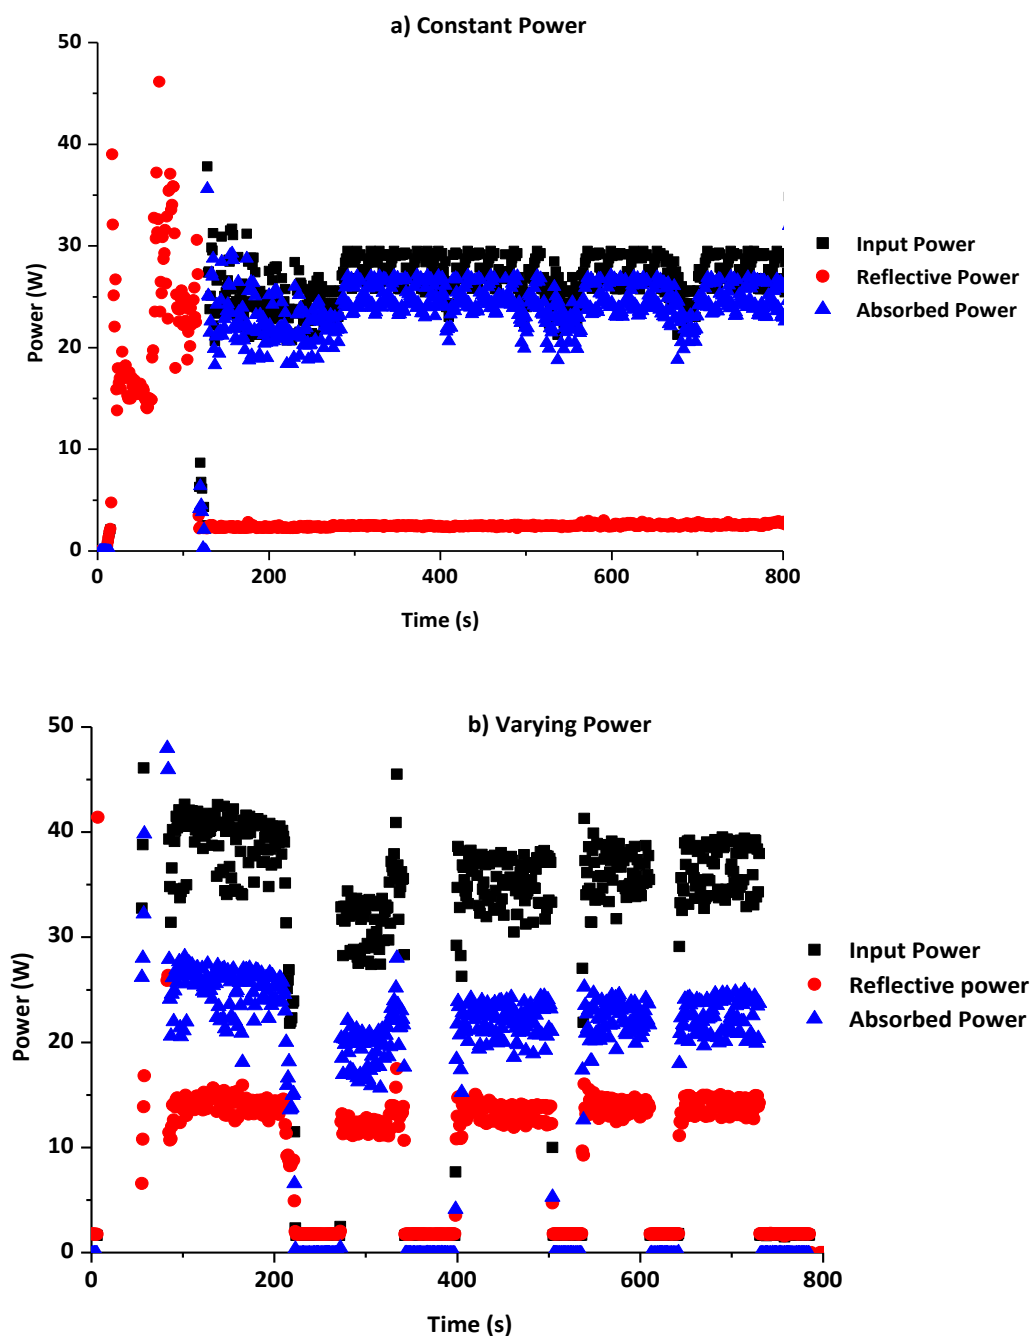 a) Constant Power
50
40
30
20
10
0
Power (W)
0 200 400 600 800
Time (s)
Input Power
Reflective Power
Absorbed Power
b) Varying Power
50
40
30
20
10
0
Power (W)
0 200 400 600 800
Time (s)
Input Power
Reflective power
Absorbed Power